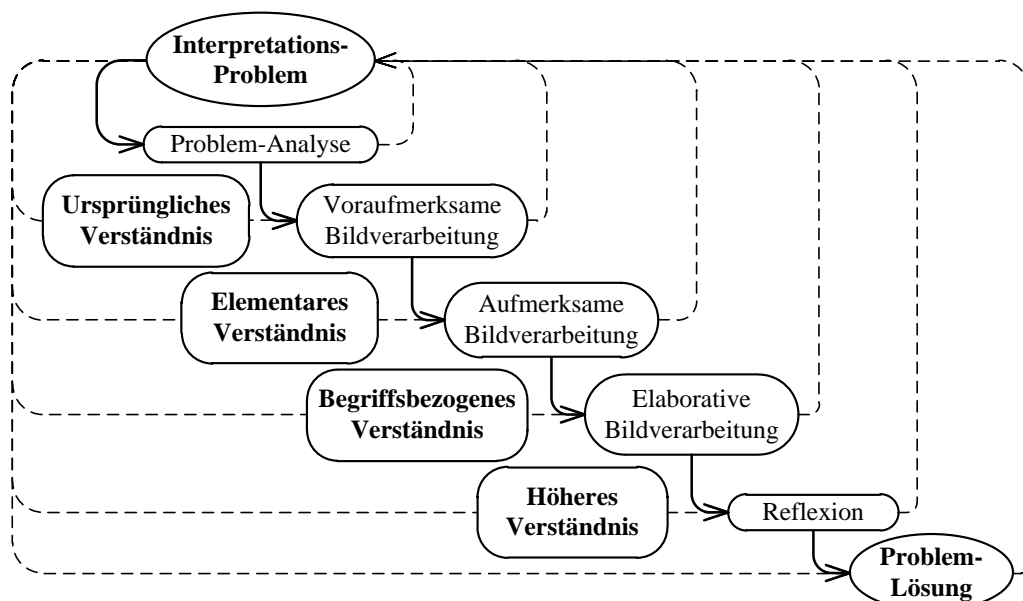 Interpretations-
Problem
Problem-Analyse
Ursprüngliches
Verständnis
Voraufmerksame
Bildverarbeitung
Elementares
Verständnis
Aufmerksame
Bildverarbeitung
Begriffsbezogenes
Verständnis
Elaborative
Bildverarbeitung
Höheres
Verständnis
Reflexion
Problem-
Lösung